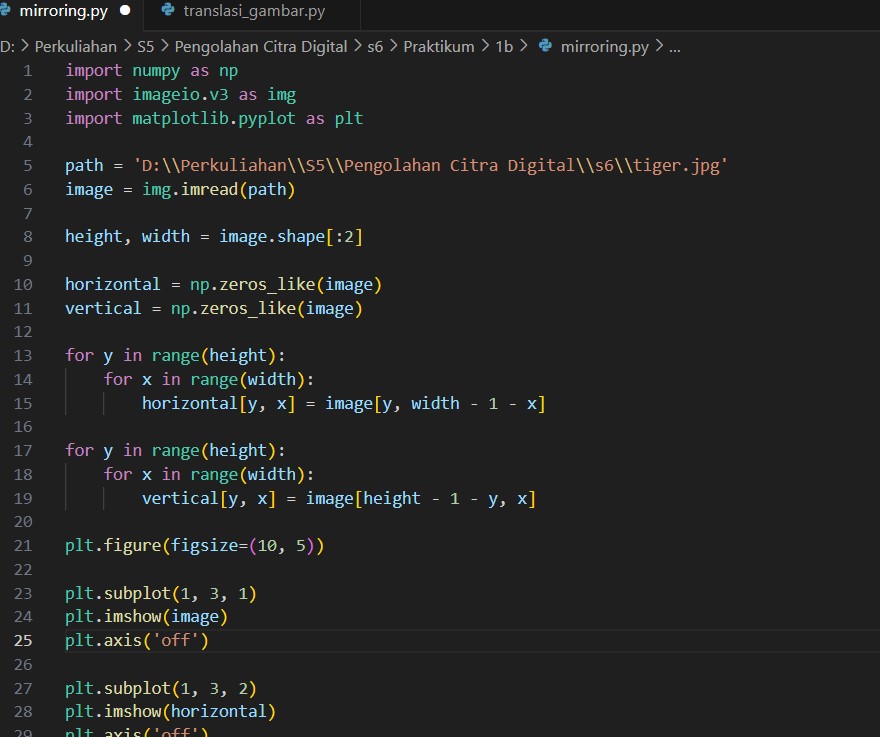 mirroring.py translasi_gambar.py
D: > Perkuliahan > S5 > Pengolahan Citra Digital > s6 > Praktikum > 1b > mirroring.py > ...
1 import numpy as np
2 import imageio.v3 as img
3 import matplotlib.pyplot as plt
4
5 path = 'D:\\Perkuliahan\\S5\\Pengolahan Citra Digital\\s6\\tiger.jpg'
6 image = img.imread(path)
7
8 height, width = image.shape[:2]
9
10 horizontal = np.zeros_like(image)
11 vertical = np.zeros_like(image)
12
13 for y in range(height):
14     for x in range(width):
15         horizontal[y, x] = image[y, width - 1 - x]
16
17 for y in range(height):
18     for x in range(width):
19         vertical[y, x] = image[height - 1 - y, x]
20
21 plt.figure(figsize=(10, 5))
22
23 plt.subplot(1, 3, 1)
24 plt.imshow(image)
25 plt.axis('off')
26
27 plt.subplot(1, 3, 2)
28 plt.imshow(horizontal)
29 plt.axis('off')